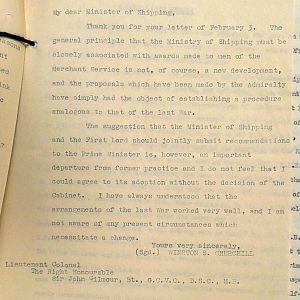 My dear Minister of Shipping,
Thank you for your letter of February 3. The
general principle that the Ministry of Shipping must be
closely associated with awards made to men of the
Merchant Service is not, of course, a new development,
and the proposals which have been made by the Admiralty
have simply had the object of establishing a procedure
analogous to that of the last War.
The suggestion that the Minister of Shipping
and the First Lord should jointly submit recommendations
to the Prime Minister is, however, an important
departure from former practice and I do not feel that I
could agree to its adoption without the decision of the
Cabinet. I have always understood that the
arrangements of the last War worked very well, and I am
not aware of any present circumstances which
necessitate a change.
Yours very sincerely,
(Sgd.) WINSTON S. CHURCHILL
Lieutenant Colonel
The Right Honourable
Sir John Gilmour, Bt., G.C.V.O., D.S.O., M.P.